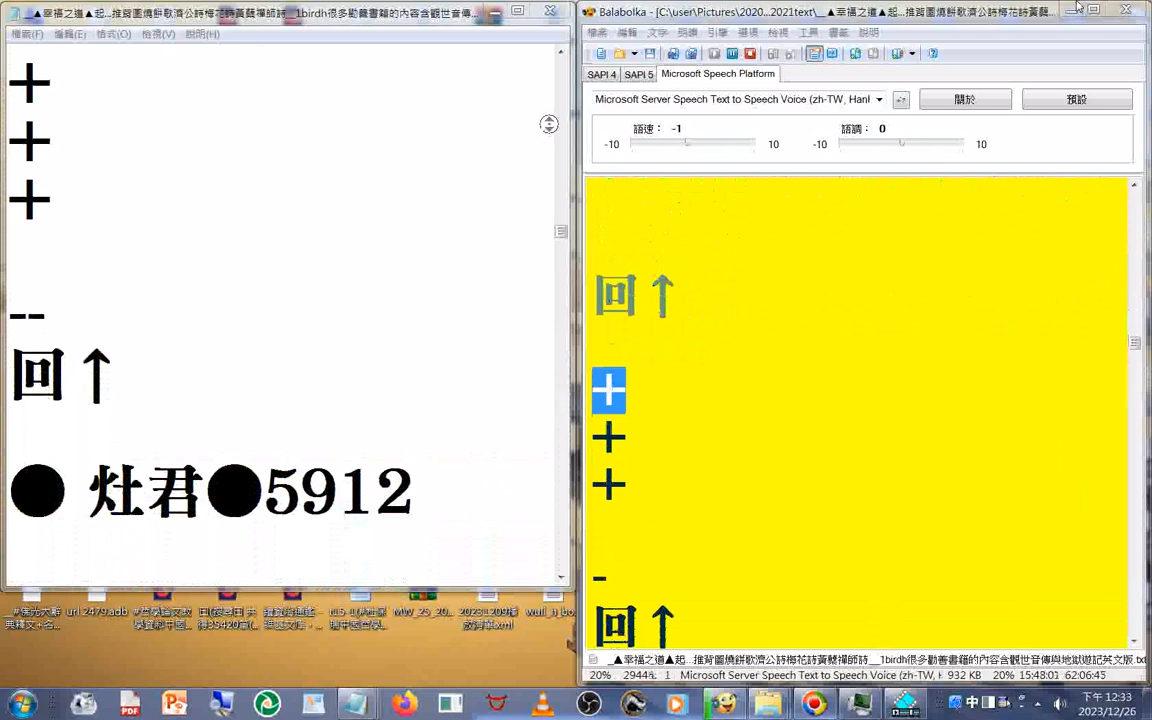 __▲幸福之道▲起...推背圖燒餅歌濟公詩梅花詩黃蘗禪師詩__1birdh很多勸善書籍的內容含觀世音傳...
檔案(F) 編輯(E) 格式(O) 檢視(V) 說明(H)
+
+
+
--
回↑
● 灶君●5912
Balabolka - [C:\user\Pictures\2020...2021text\__▲幸福之道▲起...推背圖燒餅歌濟公詩梅花詩黃蘗...
檔案 編輯 文字 朗讀 引擎 選項 檢視 工具 書籤 說明
SAPI 4 SAPI 5 Microsoft Speech Platform
Microsoft Server Speech Text to Speech Voice (zh-TW, Hanl
關於 預設
語速： -1 語調： 0
-10 10 -10 10
回↑
+
+
+
-
回↑
_▲幸福之道▲起...推背圖燒餅歌濟公詩梅花詩黃蘗禪師詩__1birdh很多勸善書籍的內容含觀世音傳與地獄遊記英文版.txt
20% 29446: 1 Microsoft Server Speech Text to Speech Voice (zh-TW, H 932 KB 20% 15:48:01 62:06:45
url 2479.adb
PDF
中
下午 12:33
2023/12/26